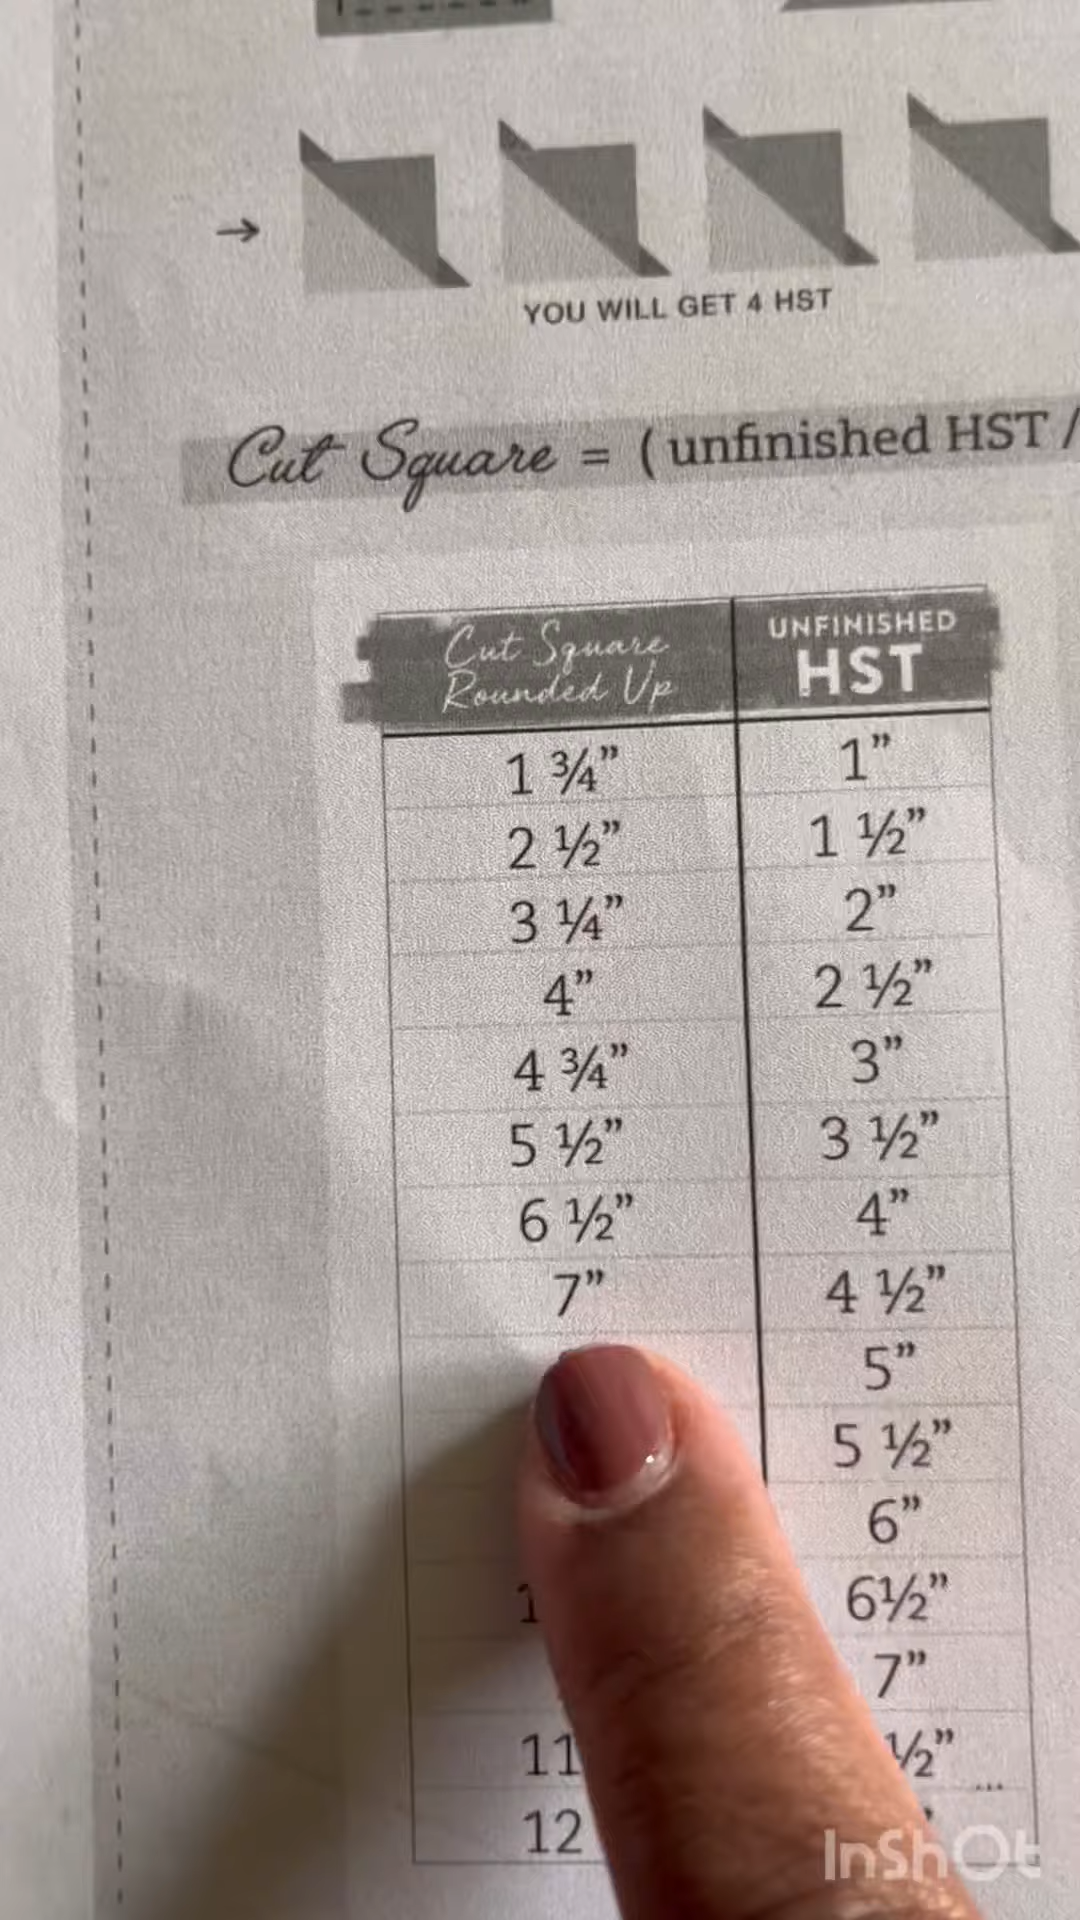 YOU WILL GET 4 HST
Cut Square = ( unfinished HST /
Cut Square Rounded Up
UNFINISHED HST
1 ¾” 1”
2 ½” 1 ½”
3 ¼” 2”
4” 2 ½”
4 ¾” 3”
5 ½” 3 ½”
6 ½” 4”
7” 4 ½”
5”
5 ½”
6”
6½”
7”
11 ½”
12
InShOt